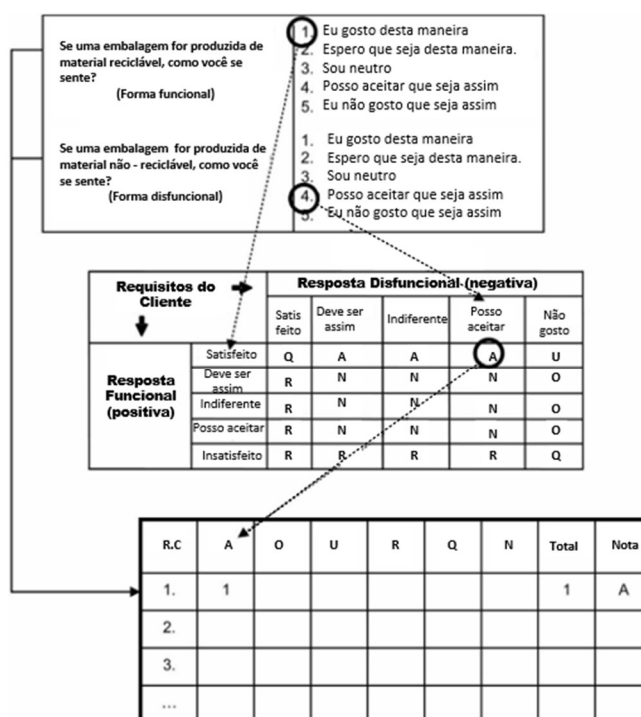 Se uma embalagem for produzida de
material reciclável, como você se
sente?
(Forma funcional)
1. Eu gosto desta maneira
2. Espero que seja desta maneira.
3. Sou neutro
4. Posso aceitar que seja assim
5. Eu não gosto que seja assim
Se uma embalagem for produzida de
material não - reciclável, como você
se sente?
(Forma disfuncional)
1. Eu gosto desta maneira
2. Espero que seja desta maneira.
3. Sou neutro
4. Posso aceitar que seja assim
5. Eu não gosto que seja assim
Requisitos do
Cliente
Resposta Disfuncional (negativa)
Satis
feito
Deve ser
assim
Indiferente
Posso
aceitar
Não
gosto
Resposta
Funcional
(positiva)
Satisfeito Q A A A U
Deve ser
assim
R N N N O
Indiferente R N N N O
Posso aceitar R N N N O
Insatisfeito R R R R Q
R.C A O U R Q N Total Nota
1. 1 1 A
2.
3.
...